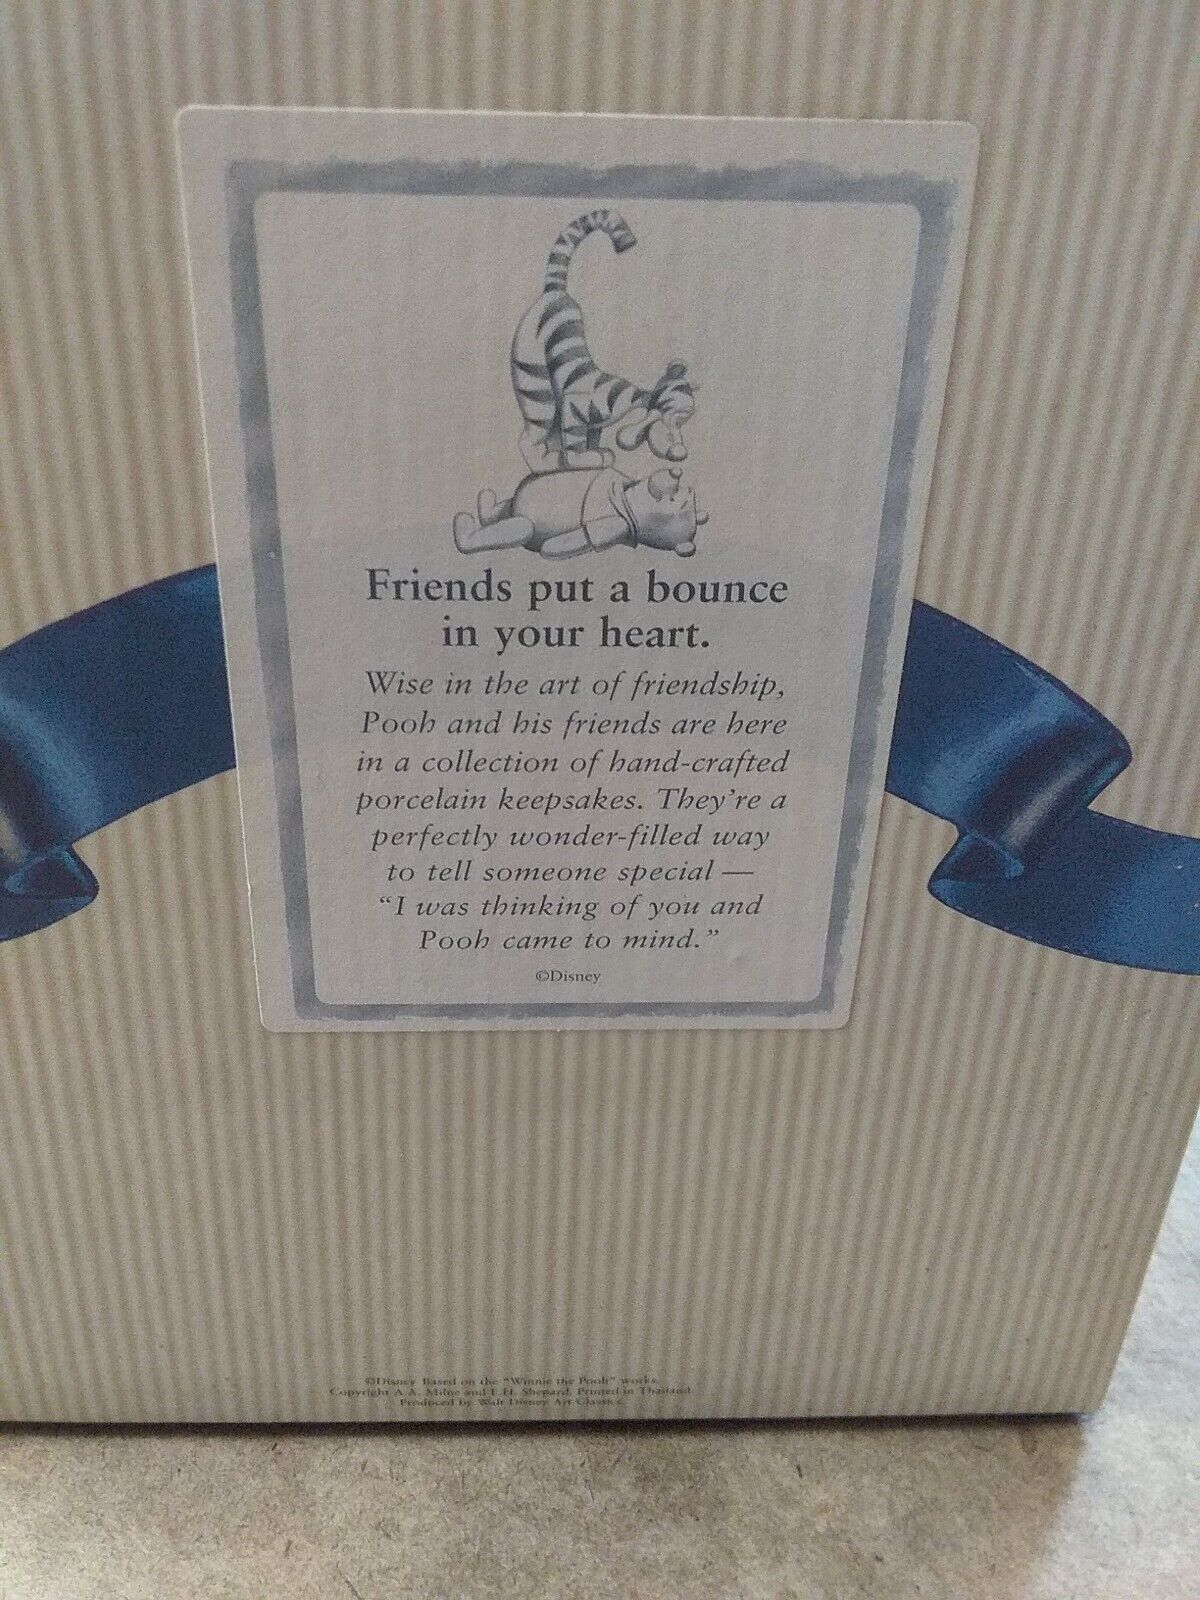 Friends put a bounce
in your heart.
Wise in the art of friendship,
Pooh and his friends are here
in a collection of hand-crafted
porcelain keepsakes. They're a
perfectly wonder-filled way
to tell someone special —
“I was thinking of you and
Pooh came to mind.”
©Disney
©Disney Based on the "Winnie the Pooh" works.
Copyright A.A. Milne and E.H. Shepard. Printed in Thailand
Produced by Walt Disney Art Classics